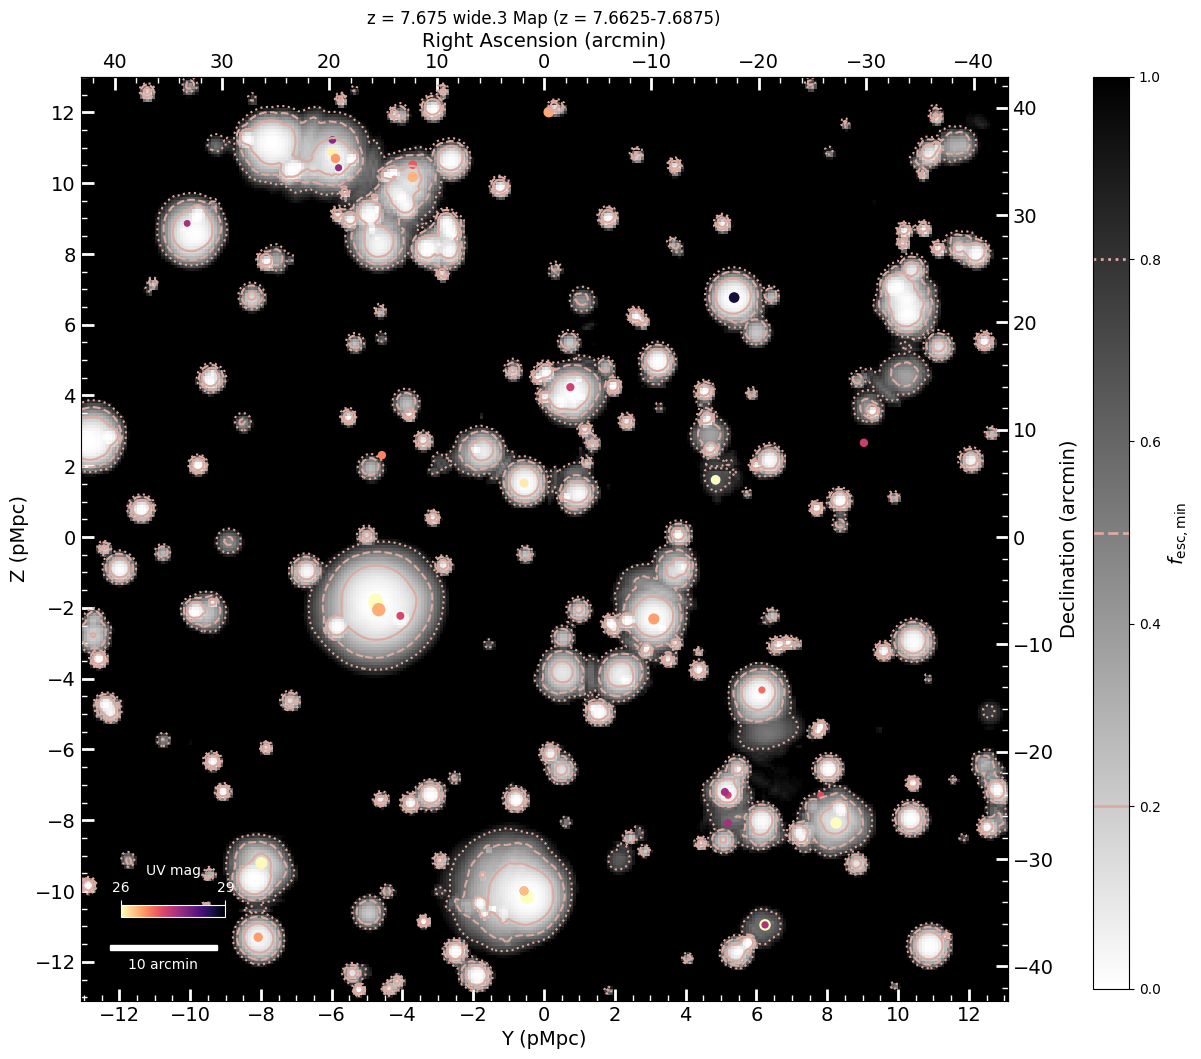 z = 7.675 wide.3 Map (z = 7.6625-7.6875)
Right Ascension (arcmin)
40 30 20 10 0 −10 −20 −30 −40
12
10
8
6
4
2
0
−2
−4
−6
−8
−10
−12
Z (pMpc)
40
30
20
10
0
−10
−20
−30
−40
Declination (arcmin)
1.0
0.8
0.6
0.4
0.2
0.0
fesc,min
UV mag.
26 29
10 arcmin
−12 −10 −8 −6 −4 −2 0 2 4 6 8 10 12
Y (pMpc)